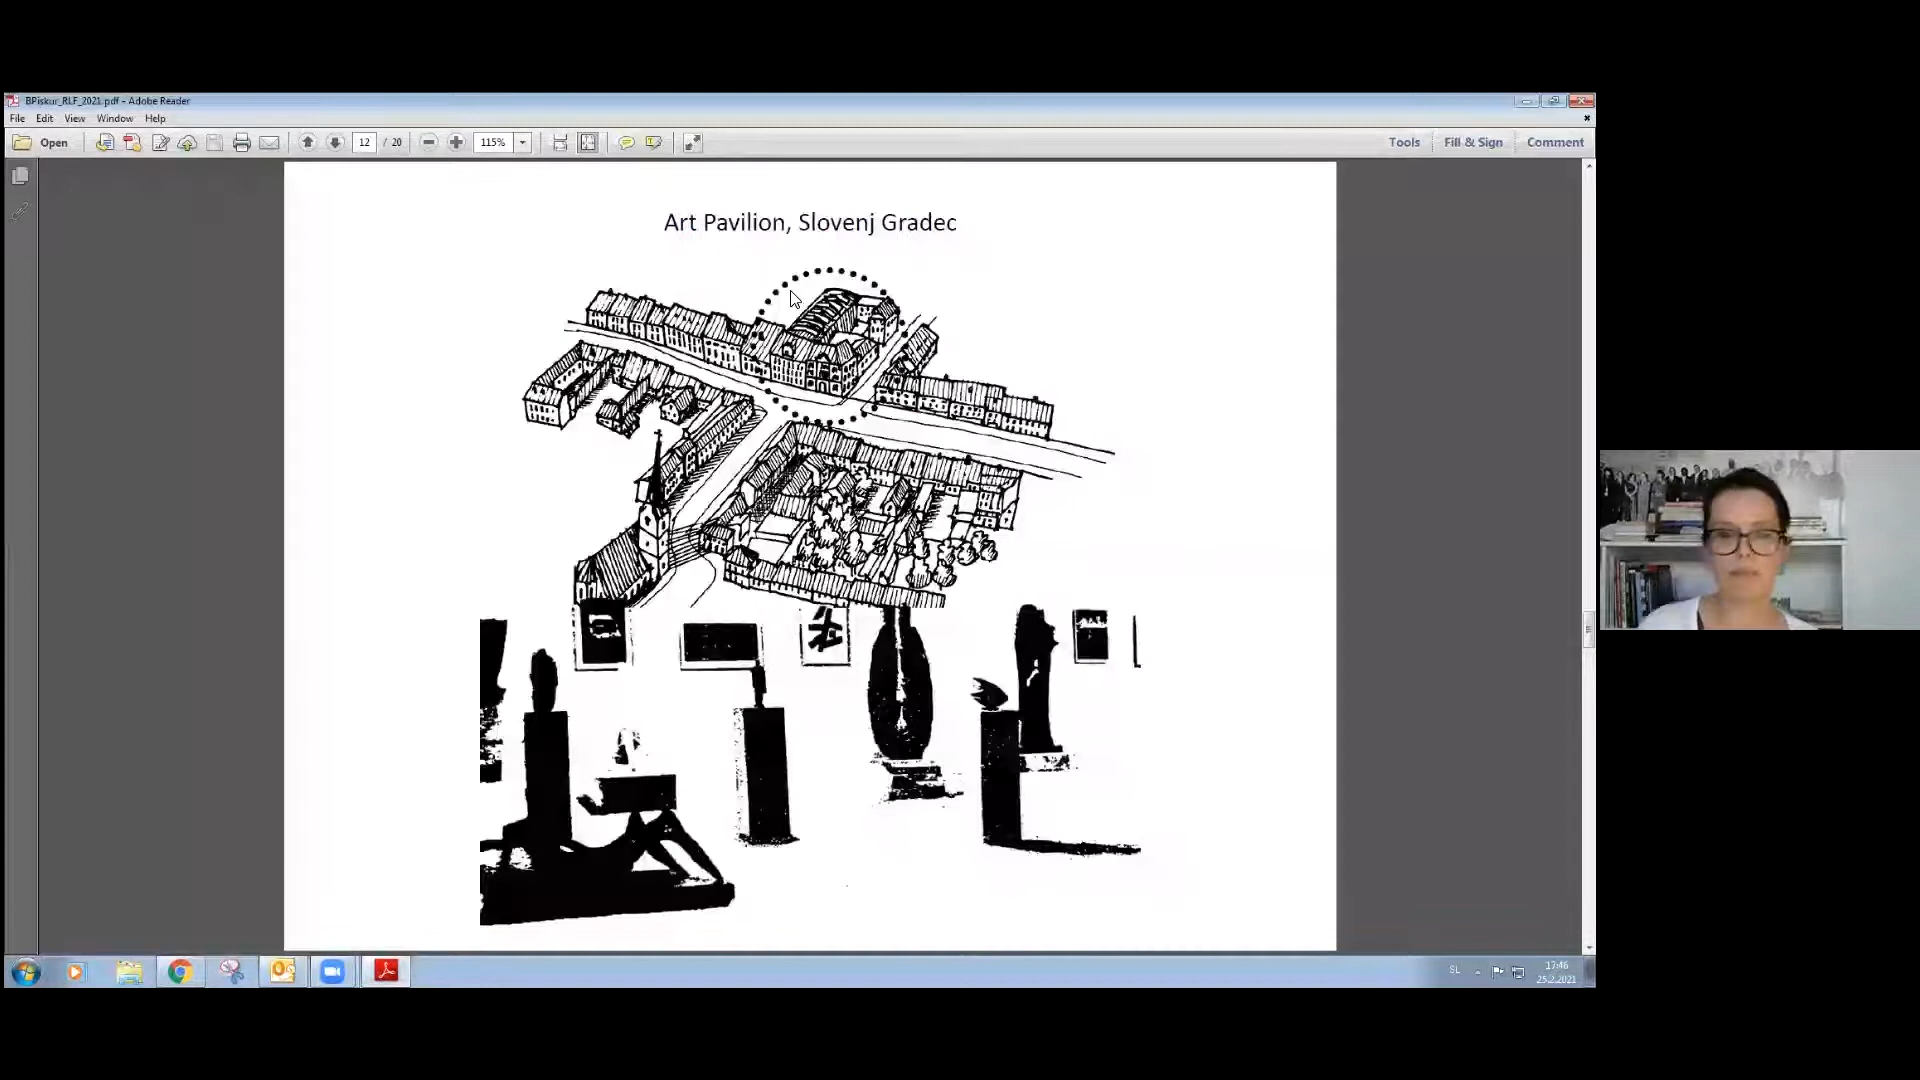 BPiskur_RLF_2021.pdf - Adobe Reader
File Edit View Window Help
Open 12 / 20 115% Tools Fill & Sign Comment
Art Pavilion, Slovenj Gradec
SL 17:46
25.2.2021